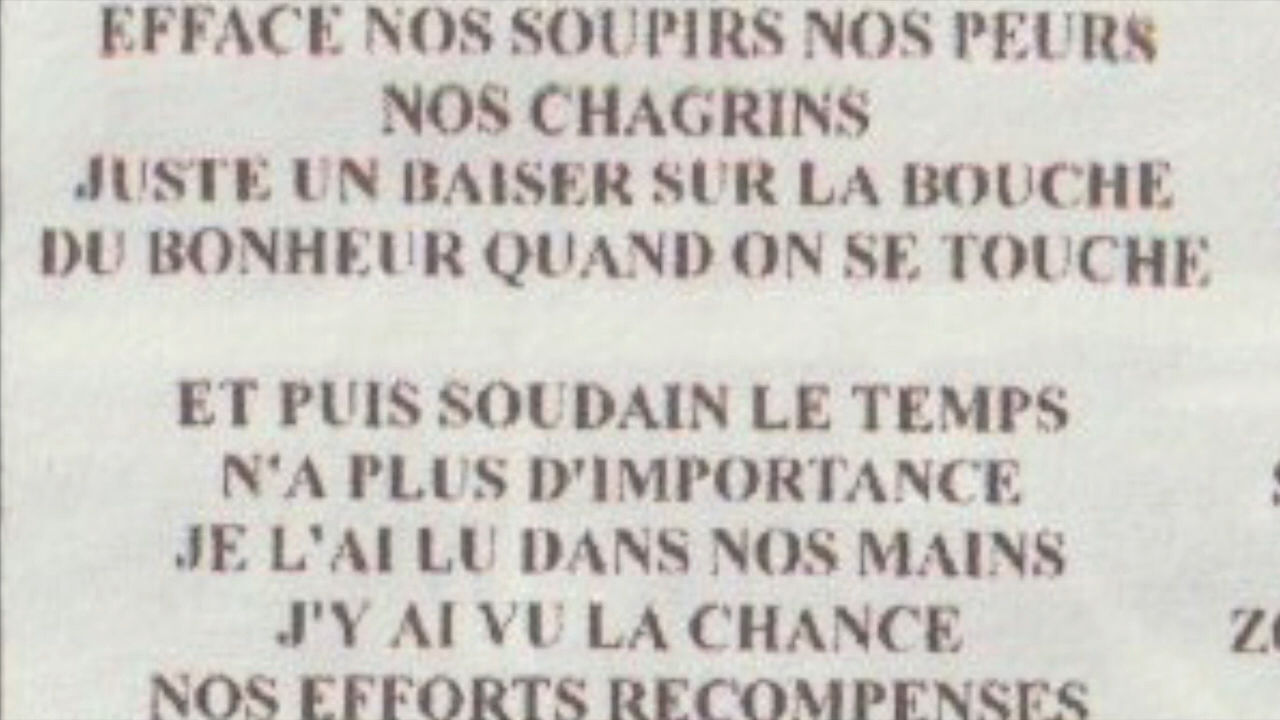 EFFACE NOS SOUPIRS NOS PEURS
NOS CHAGRINS
JUSTE UN BAISER SUR LA BOUCHE
DU BONHEUR QUAND ON SE TOUCHE
ET PUIS SOUDAIN LE TEMPS
N'A PLUS D'IMPORTANCE
JE L'AI LU DANS NOS MAINS
J'Y AI VU LA CHANCE
NOS EFFORTS RECOMPENSES